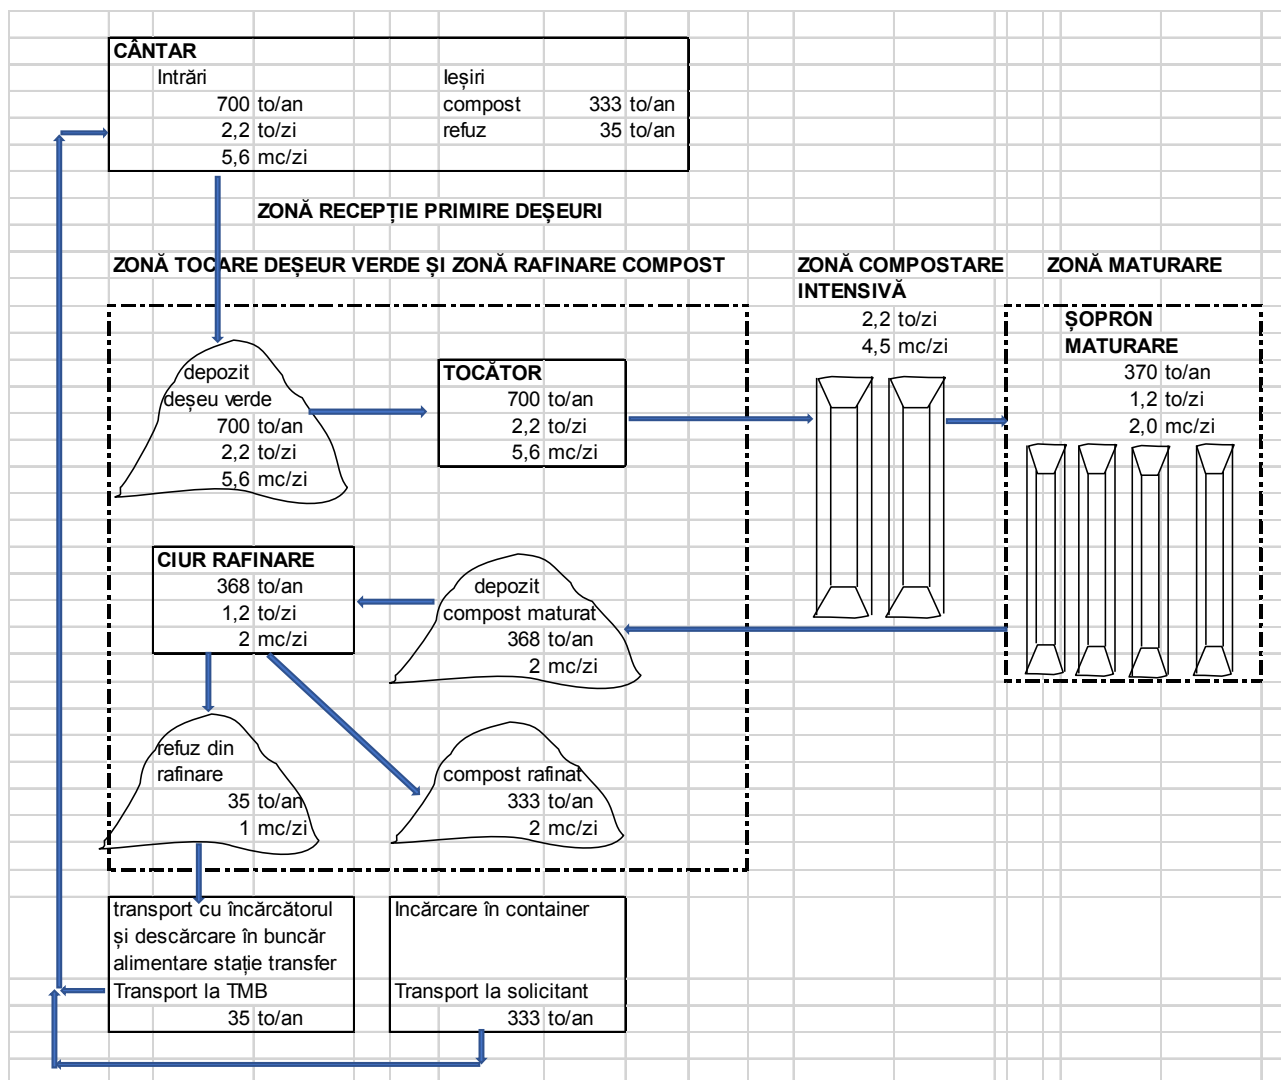 CÂNTAR
Intrări Ieșiri
700 to/an compost 333 to/an
2,2 to/zi refuz 35 to/an
5,6 mc/zi
ZONĂ RECEPȚIE PRIMIRE DEȘEURI
ZONĂ TOCARE DEȘEUR VERDE ȘI ZONĂ RAFINARE COMPOST
depozit
deșeu verde
700 to/an
2,2 to/zi
5,6 mc/zi
TOCĂTOR
700 to/an
2,2 to/zi
5,6 mc/zi
ZONĂ COMPOSTARE
INTENSIVĂ
2,2 to/zi
4,5 mc/zi
ZONĂ MATURARE
ȘOPRON
MATURARE
370 to/an
1,2 to/zi
2,0 mc/zi
CIUR RAFINARE
368 to/an
1,2 to/zi
2 mc/zi
depozit
compost maturat
368 to/an
2 mc/zi
refuz din
rafinare
35 to/an
1 mc/zi
compost rafinat
333 to/an
2 mc/zi
transport cu încărcătorul
și descărcare în buncăr
alimentare stație transfer
Transport la TMB
35 to/an
Incărcare în container
Transport la solicitant
333 to/an